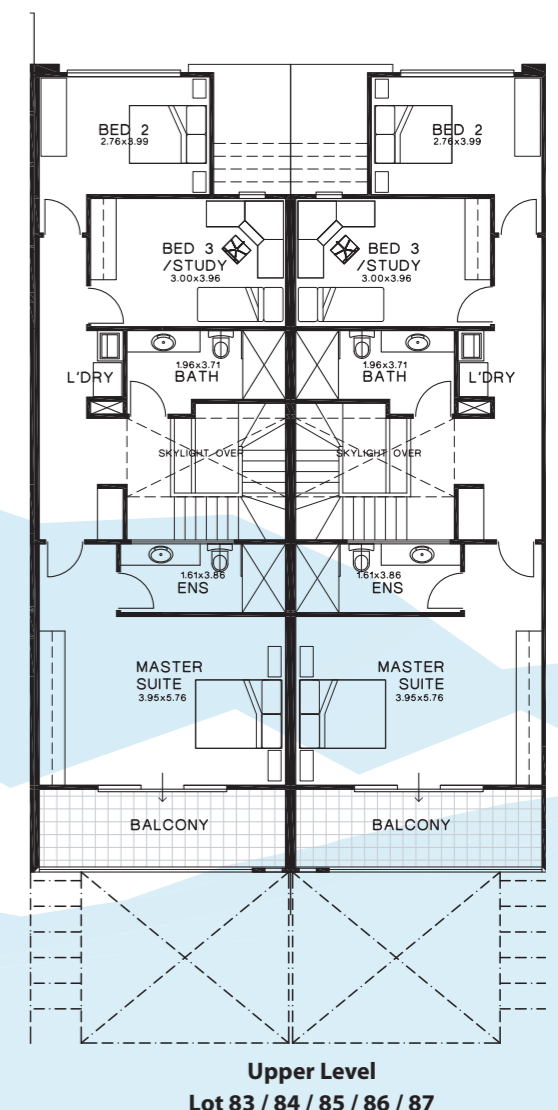 BED 2
2.76x3.99
BED 2
2.76x3.99
BED 3
/STUDY
3.00x3.96
BED 3
/STUDY
3.00x3.96
L'DRY
1.96x3.71
BATH
1.96x3.71
BATH
L'DRY
SKYLIGHT OVER
SKYLIGHT OVER
1.61x3.86
ENS
1.61x3.86
ENS
MASTER
SUITE
3.95x5.76
MASTER
SUITE
3.95x5.76
BALCONY
BALCONY
Upper Level
Lot 83 / 84 / 85 / 86 / 87